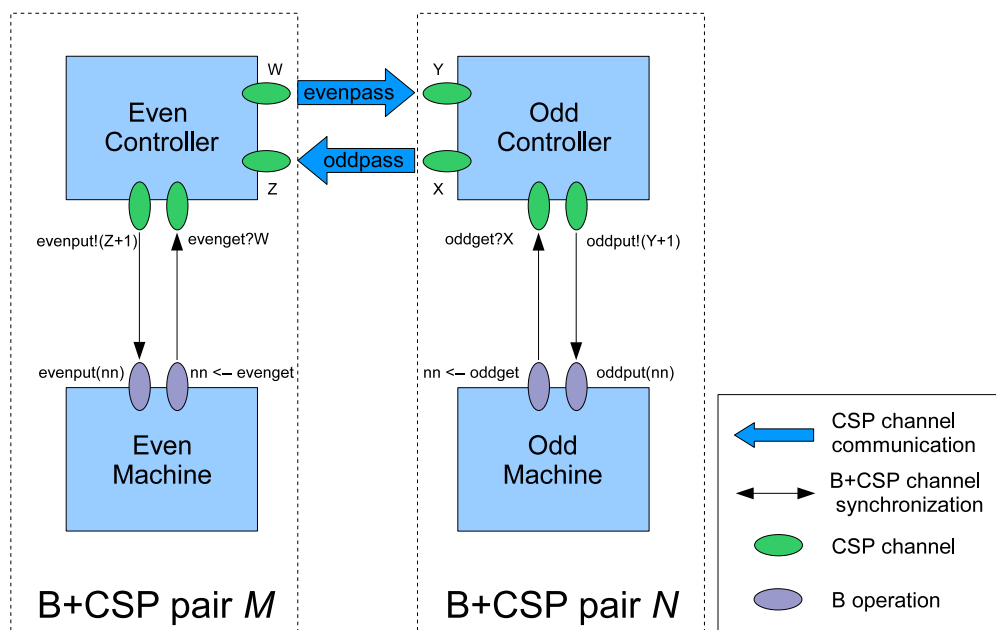 W
evenpass
Y
Even
Controller
Odd
Controller
oddpass
Z
X
evenput!(Z+1)
evenget?W
oddget?X
oddput!(Y+1)
evenput(nn)
nn <– evenget
nn <– oddget
oddput(nn)
Even
Machine
Odd
Machine
CSP channel
communication
B+CSP channel
synchronization
CSP channel
B operation
B+CSP pair M
B+CSP pair N